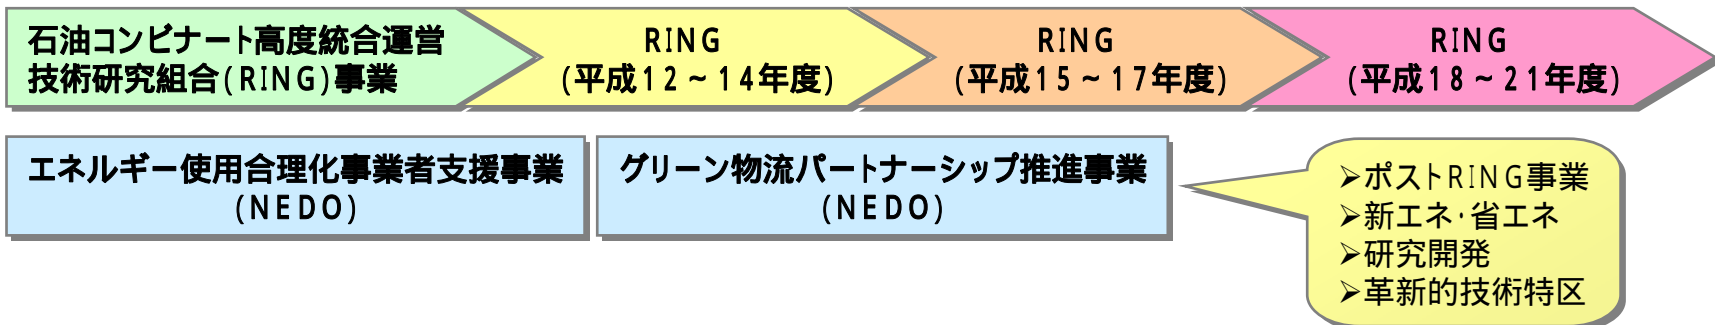 石油コンビナート高度統合運営
技術研究組合(RING)事業
RING
(平成12~14年度)
RING
(平成15~17年度)
RING
(平成18~21年度)
エネルギー使用合理化事業者支援事業
(NEDO)
グリーン物流パートナーシップ推進事業
(NEDO)
➢ポストRING事業
➢新エネ・省エネ
➢研究開発
➢革新的技術特区